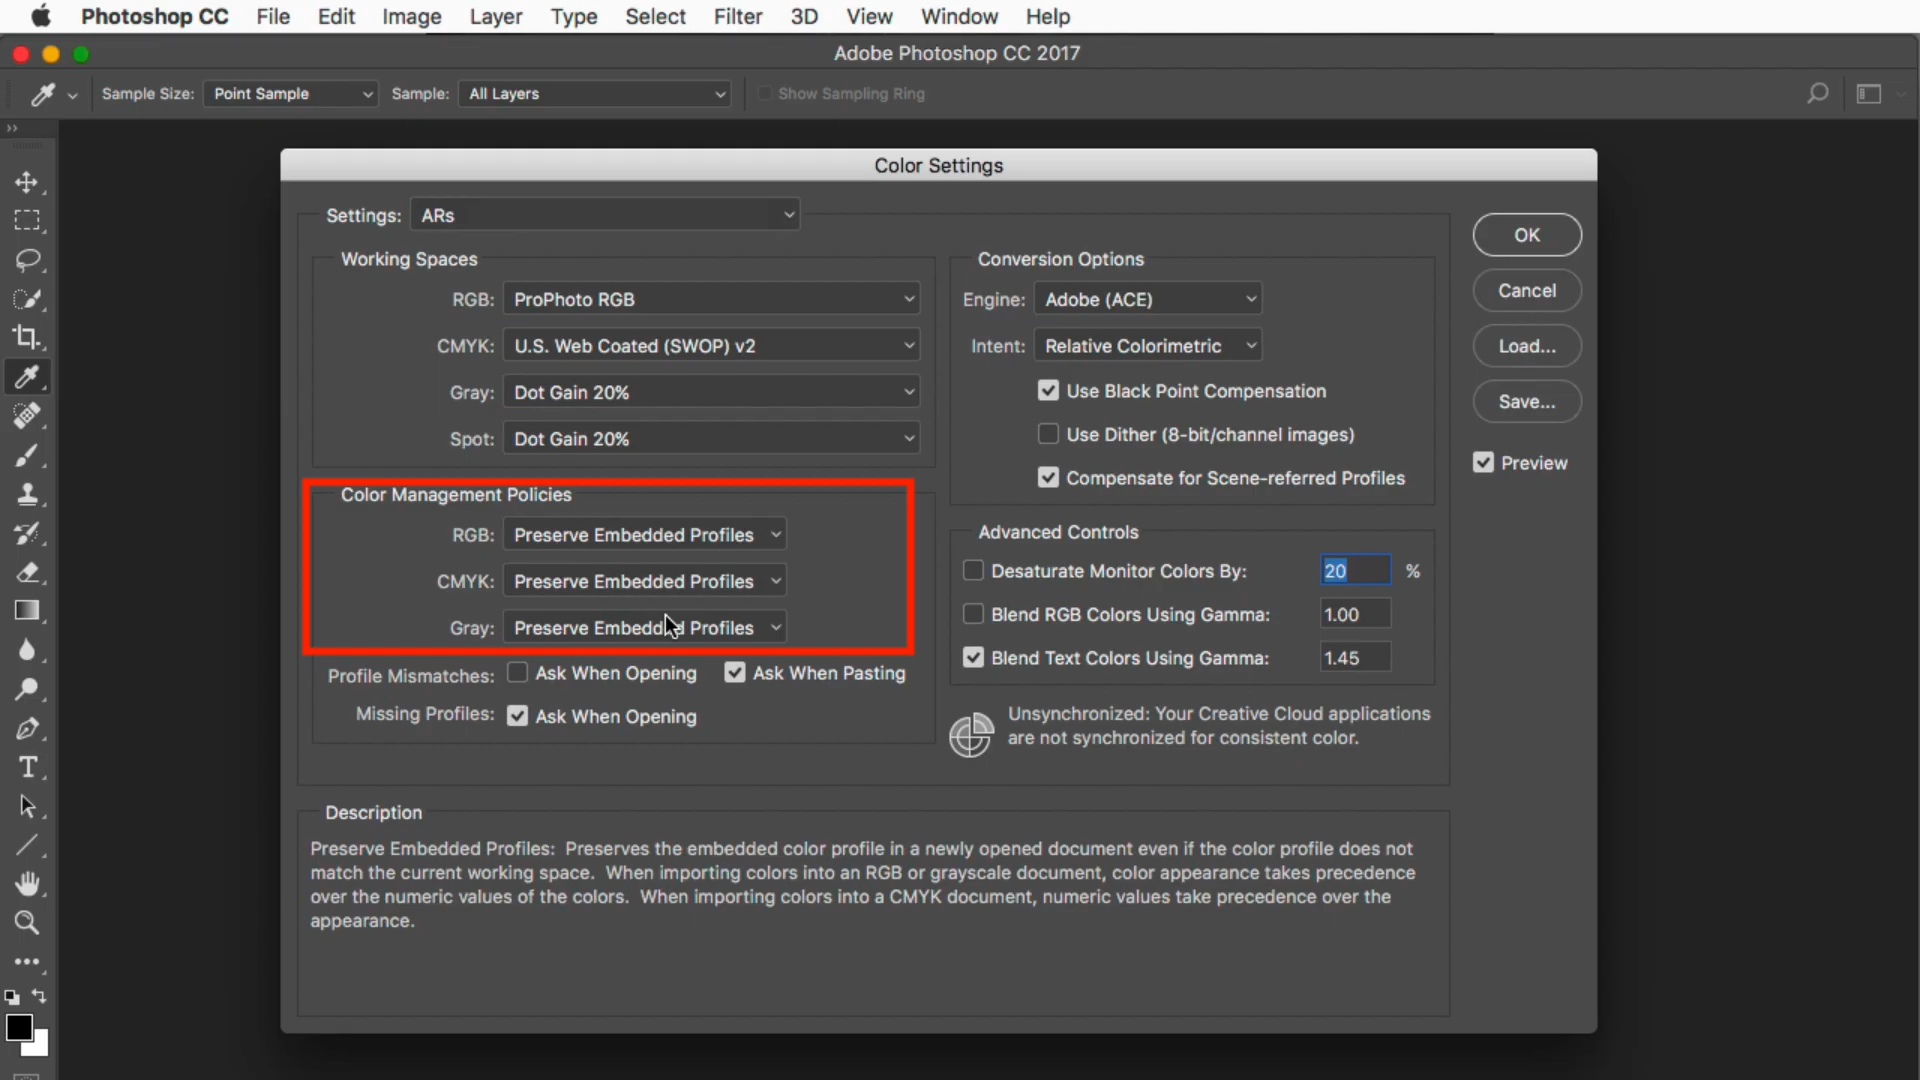 Photoshop CC File Edit Image Layer Type Select Filter 3D View Window Help
Adobe Photoshop CC 2017
Sample Size: Point Sample Sample: All Layers Show Sampling Ring
Color Settings
Settings: ARs
Working Spaces
RGB: ProPhoto RGB
CMYK: U.S. Web Coated (SWOP) v2
Gray: Dot Gain 20%
Spot: Dot Gain 20%
Color Management Policies
RGB: Preserve Embedded Profiles
CMYK: Preserve Embedded Profiles
Gray: Preserve Embedded Profiles
Profile Mismatches: Ask When Opening Ask When Pasting
Missing Profiles: Ask When Opening
Conversion Options
Engine: Adobe (ACE)
Intent: Relative Colorimetric
Use Black Point Compensation
Use Dither (8-bit/channel images)
Compensate for Scene-referred Profiles
Advanced Controls
Desaturate Monitor Colors By: 20 %
Blend RGB Colors Using Gamma: 1.00
Blend Text Colors Using Gamma: 1.45
Unsynchronized: Your Creative Cloud applications
are not synchronized for consistent color.
OK
Cancel
Load...
Save...
Preview
Description
Preserve Embedded Profiles: Preserves the embedded color profile in a newly opened document even if the color profile does not
match the current working space. When importing colors into an RGB or grayscale document, color appearance takes precedence
over the numeric values of the colors. When importing colors into a CMYK document, numeric values take precedence over the
appearance.